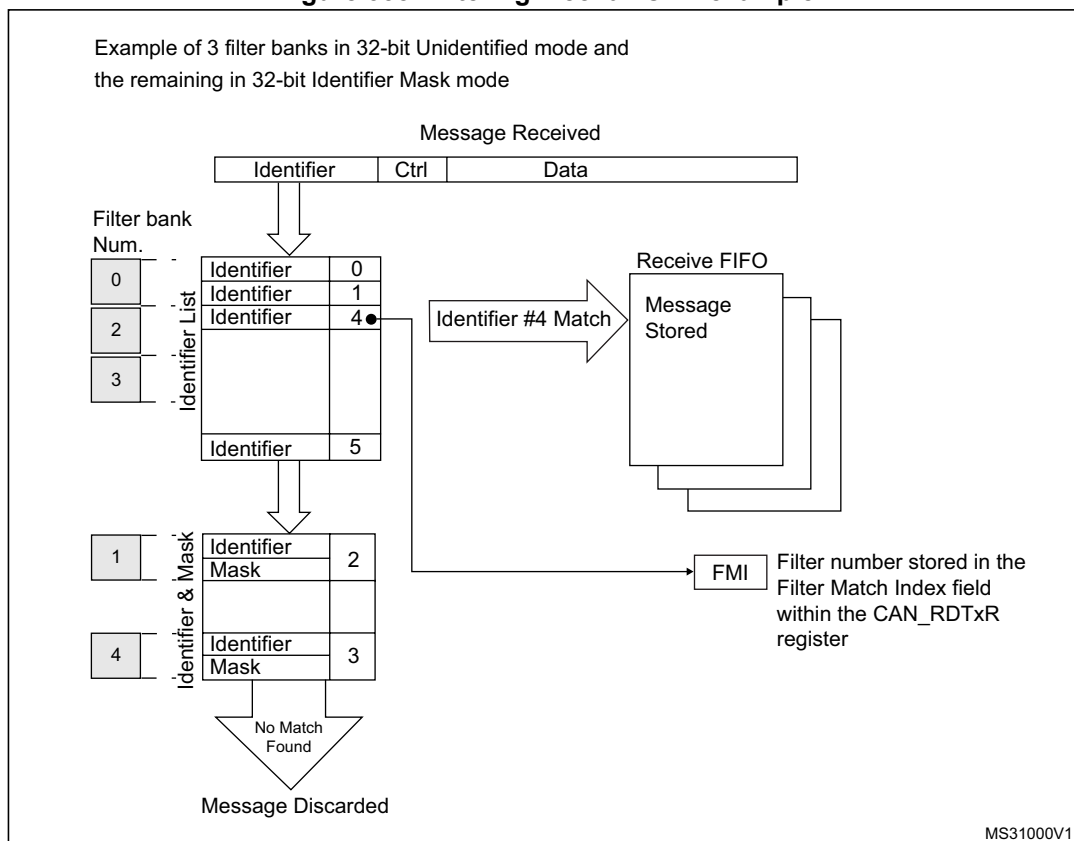 Example of 3 filter banks in 32-bit Unidentified mode and
the remaining in 32-bit Identifier Mask mode
Message Received
Identifier Ctrl Data
Filter bank
Num.
0
2
3
Identifier List
Identifier 0
Identifier 1
Identifier 4
Identifier 5
Identifier #4 Match
Receive FIFO
Message
Stored
1
4
Identifier & Mask
Identifier
Mask
2
Identifier
Mask
3
FMI
Filter number stored in the
Filter Match Index field
within the CAN_RDTxR
register
No Match
Found
Message Discarded
MS31000V1